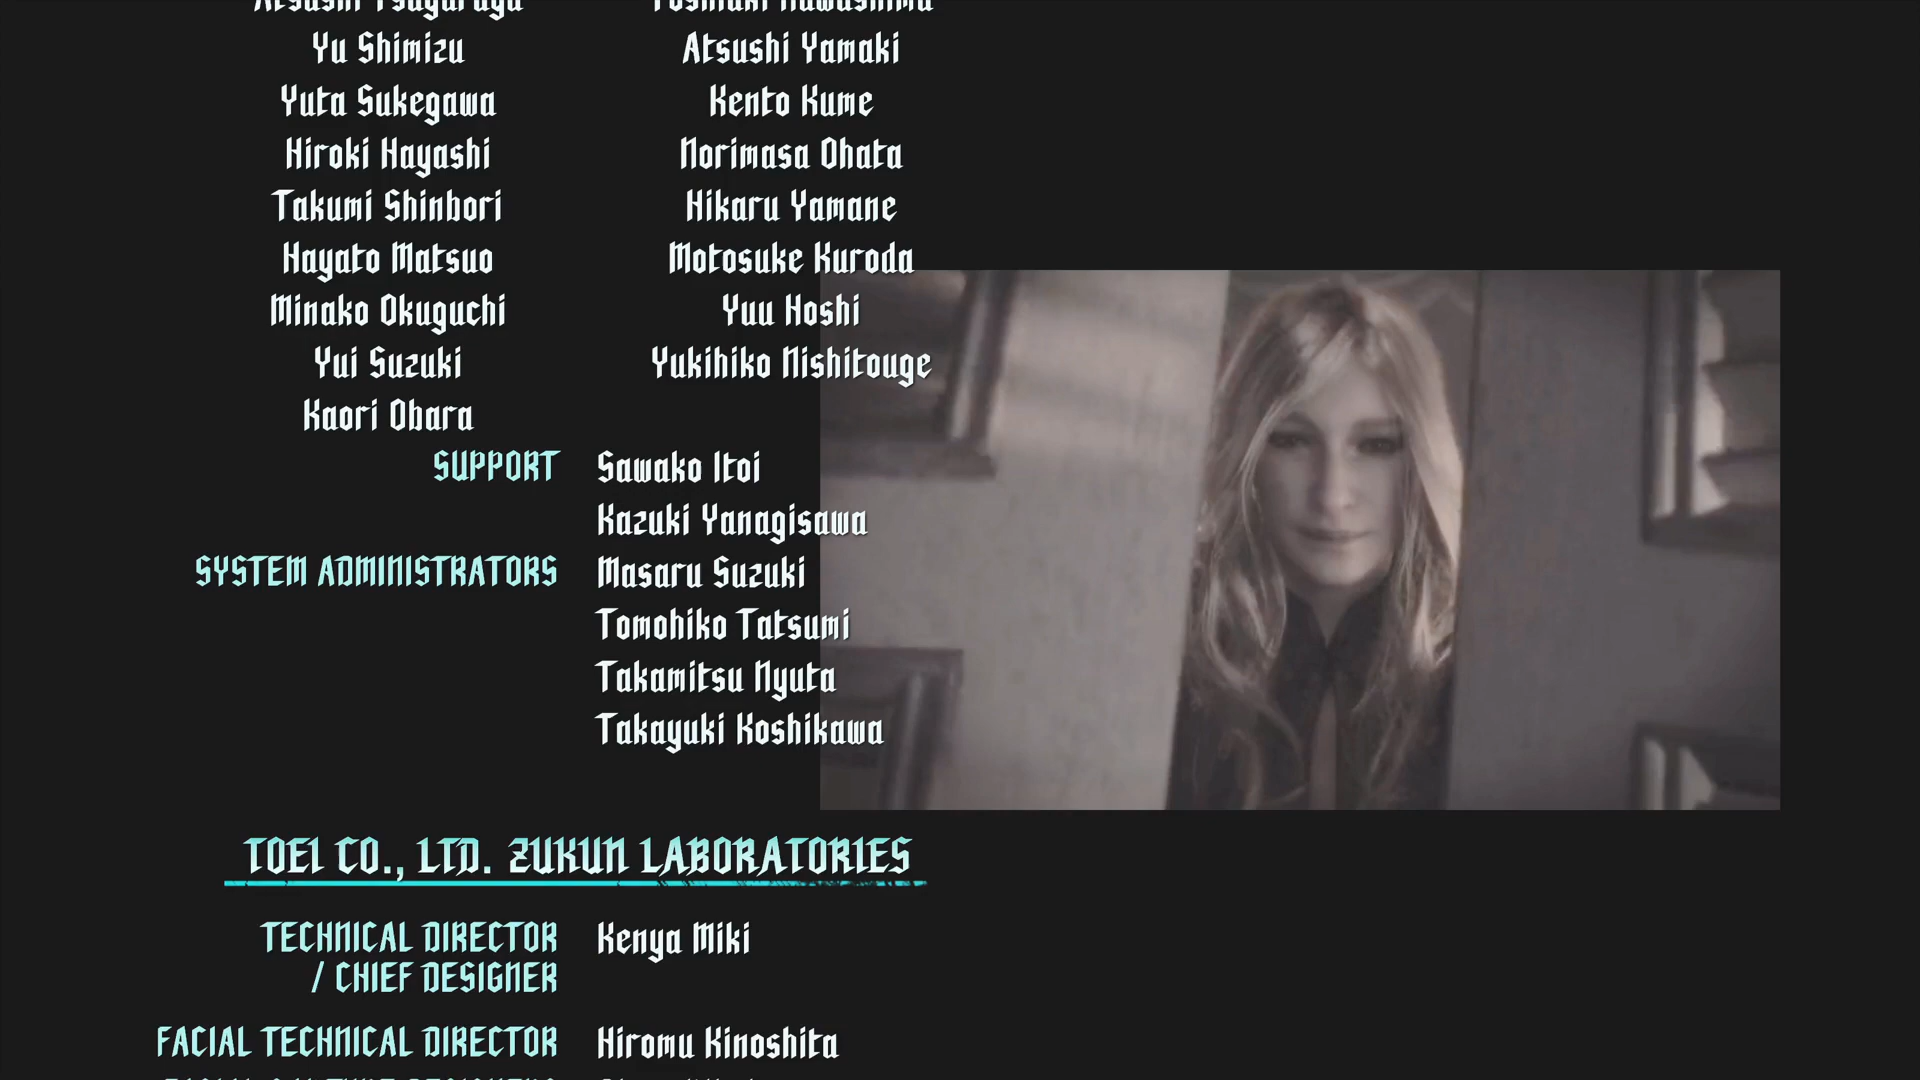 Yu Shimizu Atsushi Yamaki
Yuta Sukegawa Kento Kume
Hiroki Hayashi Norimasa Ohata
Takumi Shinbori Hikaru Yamane
Hayato Matsuo Motosuke Kuroda
Minako Okuguchi Yuu Hoshi
Yui Suzuki Yukihiko Nishitouge
Kaori Obara
SUPPORT Sawako Itoi
Kazuki Yanagisawa
SYSTEM ADMINISTRATORS Masaru Suzuki
Tomohiko Tatsumi
Takamitsu Nyuta
Takayuki Koshikawa
TOEI CO., LTD. ZUKUN LABORATORIES
TECHNICAL DIRECTOR Kenya Miki
/ CHIEF DESIGNER
FACIAL TECHNICAL DIRECTOR Hiromu Kinoshita